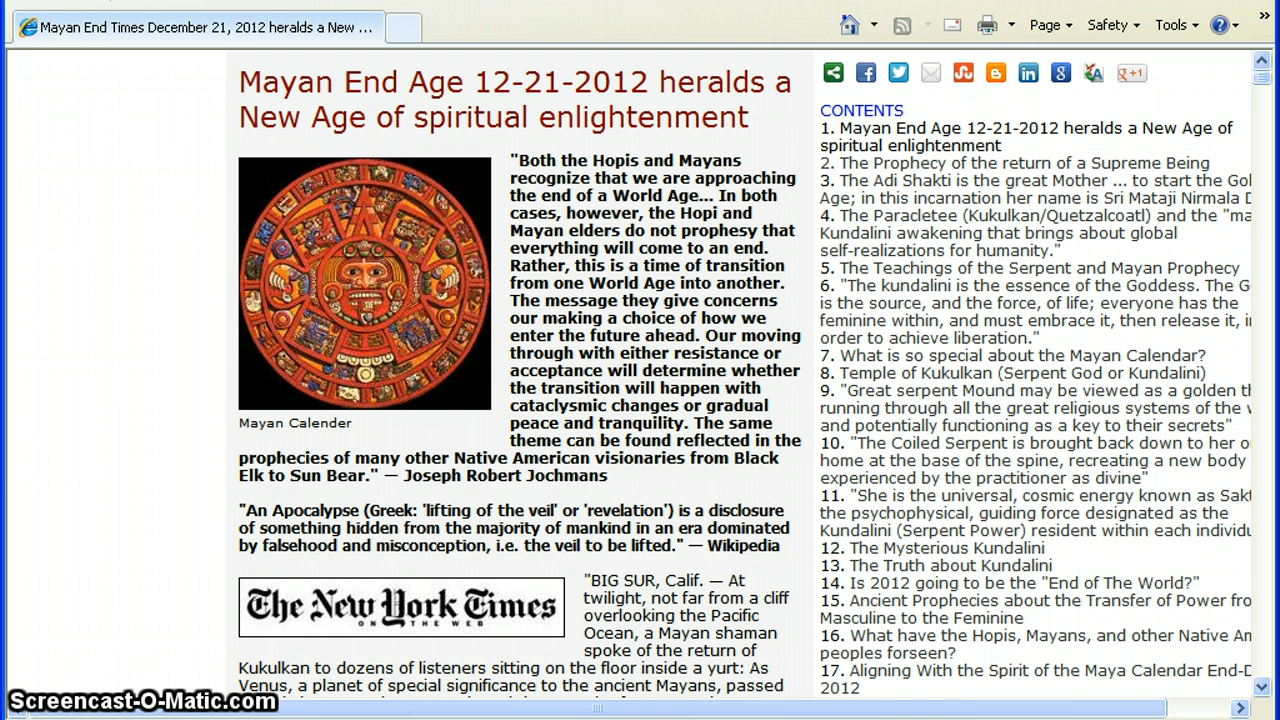 Mayan End Times December 21, 2012 heralds a New ...
Page
Safety
Tools
Mayan End Age 12-21-2012 heralds a
New Age of spiritual enlightenment
"Both the Hopis and Mayans
recognize that we are approaching
the end of a World Age... In both
cases, however, the Hopi and
Mayan elders do not prophesy that
everything will come to an end.
Rather, this is a time of transition
from one World Age into another.
The message they give concerns
our making a choice of how we
enter the future ahead. Our moving
through with either resistance or
acceptance will determine whether
the transition will happen with
cataclysmic changes or gradual
peace and tranquility. The same
theme can be found reflected in the
Mayan Calender
prophecies of many other Native American visionaries from Black
Elk to Sun Bear." — Joseph Robert Jochmans
"An Apocalypse (Greek: 'lifting of the veil' or 'revelation') is a disclosure
of something hidden from the majority of mankind in an era dominated
by falsehood and misconception, i.e. the veil to be lifted." — Wikipedia
The New York Times
ON THE WEB
"BIG SUR, Calif. — At
twilight, not far from a cliff
overlooking the Pacific
Ocean, a Mayan shaman
spoke of the return of
Kukulkan to dozens of listeners sitting on the floor inside a yurt: As
Venus, a planet of special significance to the ancient Mayans, passed
+1
CONTENTS
1. Mayan End Age 12-21-2012 heralds a New Age of
spiritual enlightenment
2. The Prophecy of the return of a Supreme Being
3. The Adi Shakti is the great Mother ... to start the Gol
Age; in this incarnation her name is Sri Mataji Nirmala D
4. The Paracletee (Kukulkan/Quetzalcoatl) and the "ma
Kundalini awakening that brings about global
self-realizations for humanity."
5. The Teachings of the Serpent and Mayan Prophecy
6. "The kundalini is the essence of the Goddess. The G
is the source, and the force, of life; everyone has the
feminine within, and must embrace it, then release it, in
order to achieve liberation."
7. What is so special about the Mayan Calendar?
8. Temple of Kukulkan (Serpent God or Kundalini)
9. "Great serpent Mound may be viewed as a golden th
running through all the great religious systems of the w
and potentially functioning as a key to their secrets"
10. "The Coiled Serpent is brought back down to her o
home at the base of the spine, recreating a new body
experienced by the practitioner as divine"
11. "She is the universal, cosmic energy known as Sakt
the psychophysical, guiding force designated as the
Kundalini (Serpent Power) resident within each individu
12. The Mysterious Kundalini
13. The Truth about Kundalini
14. Is 2012 going to be the "End of The World?"
15. Ancient Prophecies about the Transfer of Power fro
Masculine to the Feminine
16. What have the Hopis, Mayans, and other Native Am
peoples forseen?
17. Aligning With the Spirit of the Maya Calendar End-D
2012
Screencast-O-Matic.com